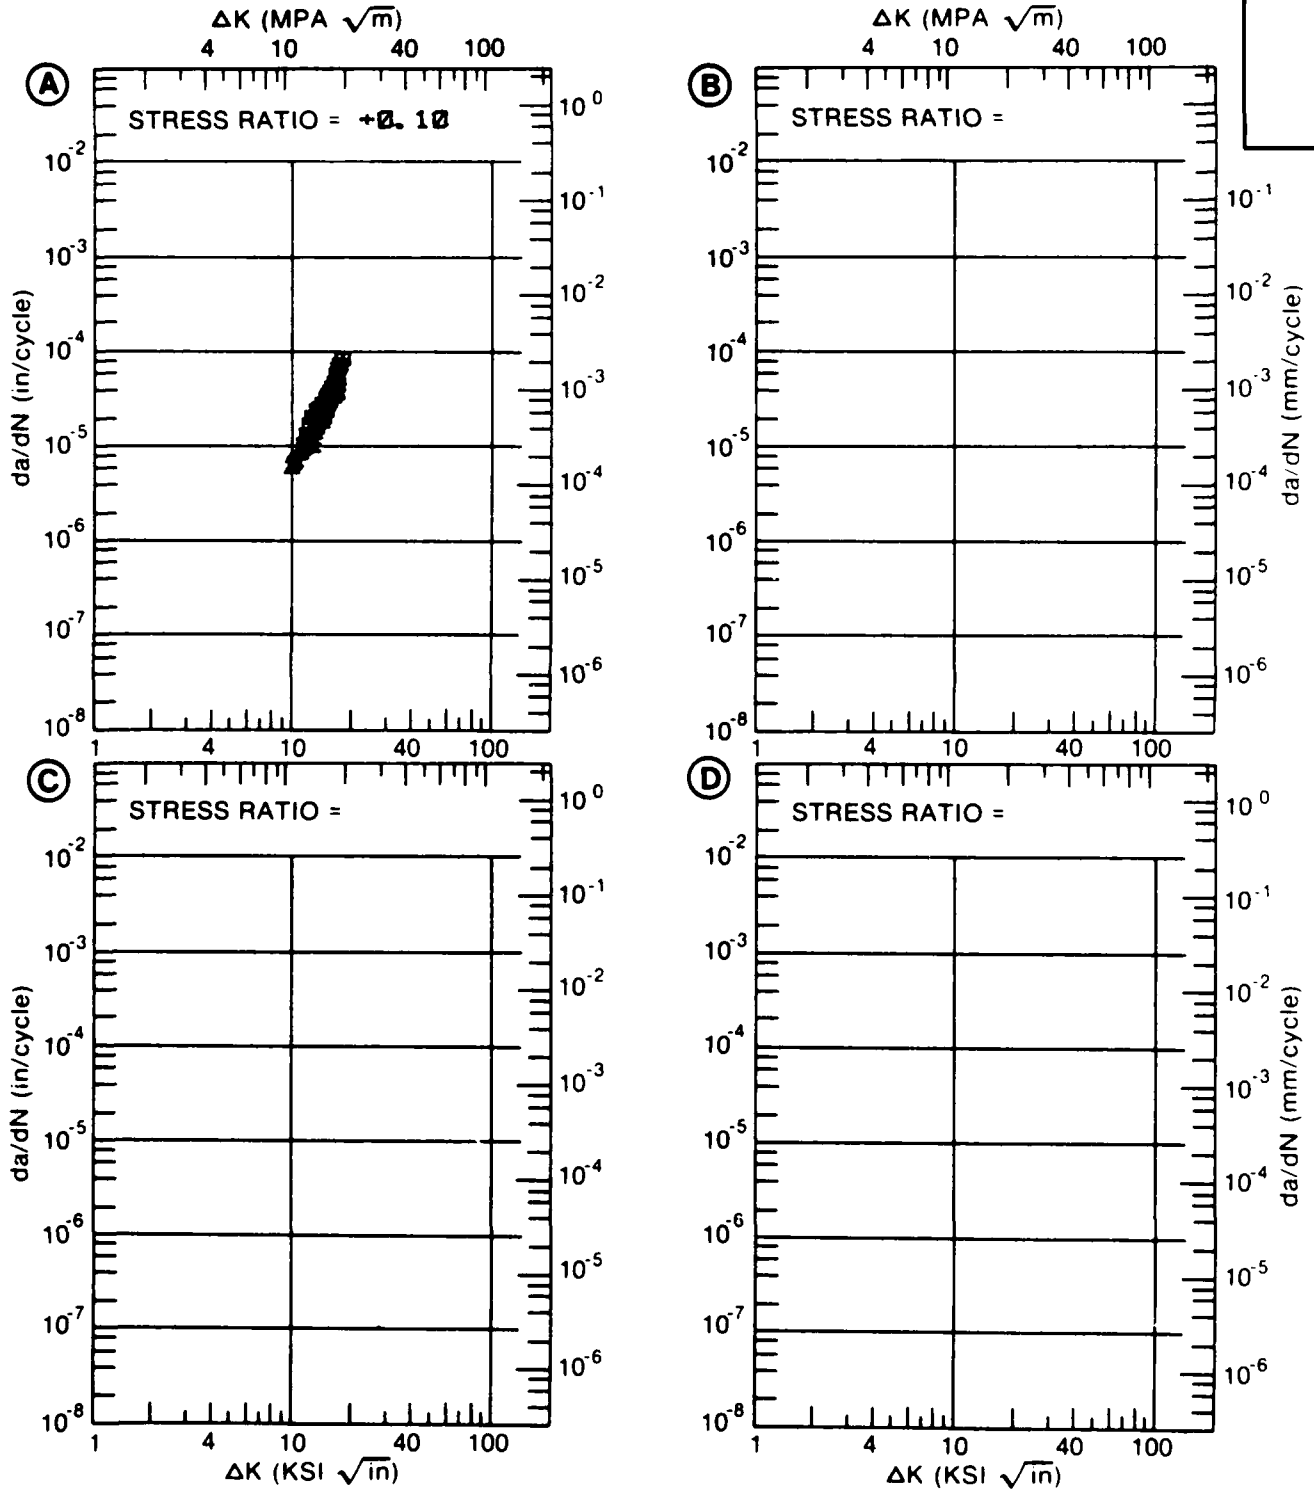 ΔK (MPA √m) ΔK (MPA √m)
4 10 40 100 4 10 40 100
A B
STRESS RATIO = +0.10 STRESS RATIO =
10^0
10^-2 10^-2
10^-1 10^-1
10^-3 10^-3
10^-2 10^-2
10^-4 10^-4
10^-3 10^-3
10^-5 10^-5
10^-4 10^-4
10^-6 10^-6
10^-5 10^-5
10^-7 10^-7
10^-6 10^-6
10^-8 10^-8
da/dN (in/cycle) da/dN (mm/cycle)
1 4 10 40 100 1 4 10 40 100
C D
STRESS RATIO = STRESS RATIO =
10^0 10^0
10^-2 10^-2
10^-1 10^-1
10^-3 10^-3
10^-2 10^-2
10^-4 10^-4
10^-3 10^-3
10^-5 10^-5
10^-4 10^-4
10^-6 10^-6
10^-5 10^-5
10^-7 10^-7
10^-6 10^-6
10^-8 10^-8
da/dN (in/cycle) da/dN (mm/cycle)
1 4 10 40 100 1 4 10 40 100
ΔK (KSI √in) ΔK (KSI √in)